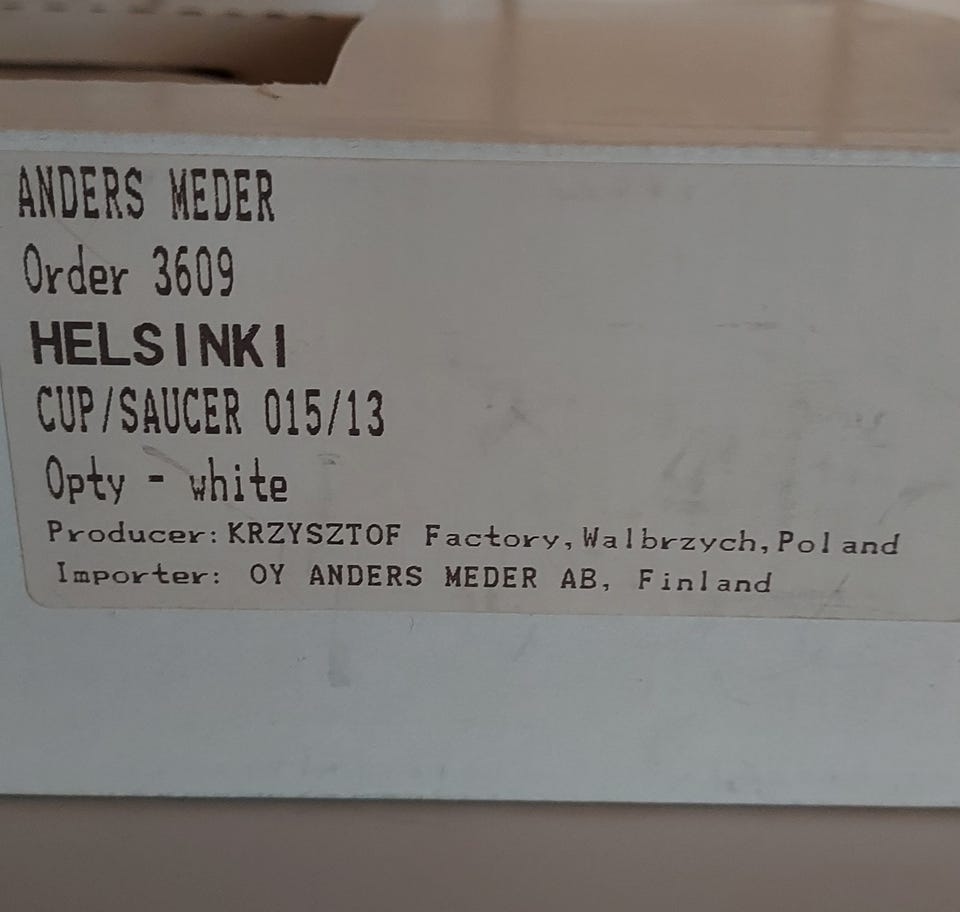 ANDERS MEDER
Order 3609
HELSINKI
CUP/SAUCER 015/13
Opty - white
Producer: KRZYSZTOF Factory, Walbrzych, Poland
Importer: OY ANDERS MEDER AB, Finland